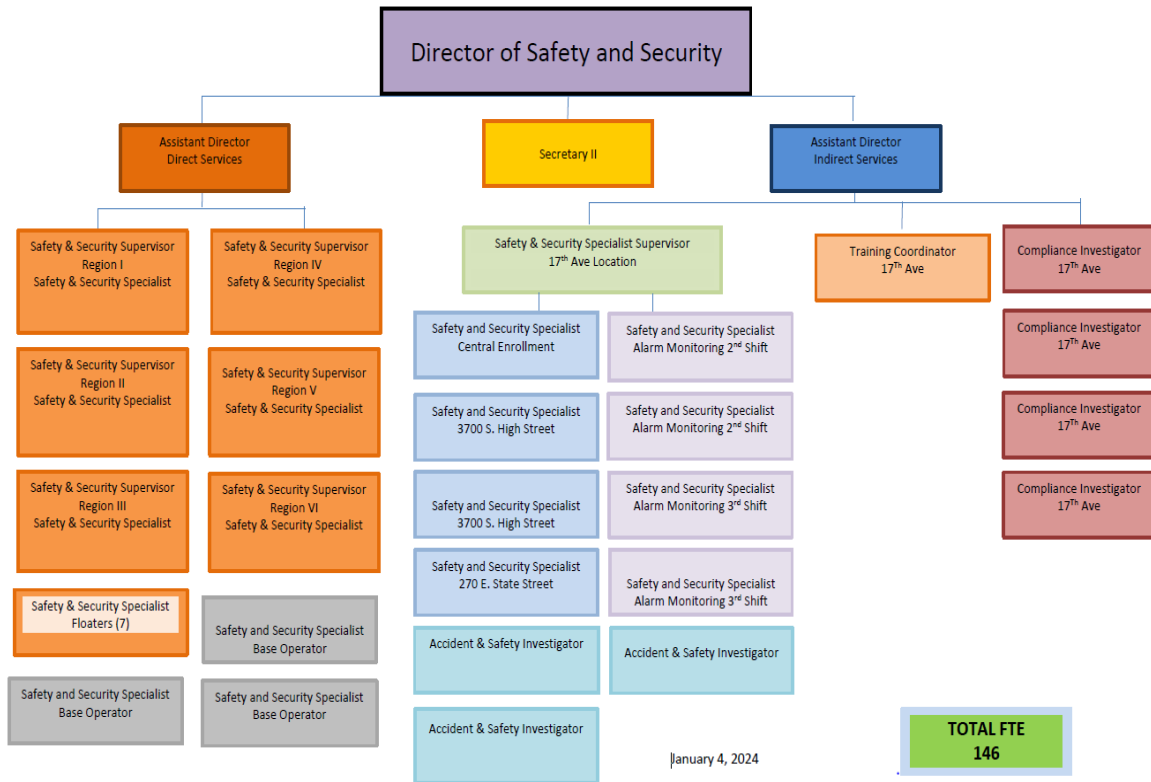 Director of Safety and Security
Assistant Director
Direct Services
Secretary II
Assistant Director
Indirect Services
Safety & Security Supervisor
Region I
Safety & Security Specialist
Safety & Security Supervisor
Region IV
Safety & Security Specialist
Safety & Security Specialist Supervisor
17th Ave Location
Training Coordinator
17Th Ave
Compliance Investigator
17Th Ave
Safety and Security Specialist
Central Enrollment
Safety and Security Specialist
Alarm Monitoring 2nd Shift
Compliance Investigator
17Th Ave
Safety & Security Supervisor
Region II
Safety & Security Specialist
Safety & Security Supervisor
Region V
Safety & Security Specialist
Safety and Security Specialist
3700 S. High Street
Safety and Security Specialist
Alarm Monitoring 2nd Shift
Compliance Investigator
17Th Ave
Safety & Security Supervisor
Region III
Safety & Security Specialist
Safety & Security Supervisor
Region VI
Safety & Security Specialist
Safety and Security Specialist
3700 S. High Street
Safety and Security Specialist
Alarm Monitoring 3rd Shift
Compliance Investigator
17Th Ave
Safety and Security Specialist
270 E. State Street
Safety and Security Specialist
Alarm Monitoring 3rd Shift
Safety & Security Specialist
Floaters (7)
Safety and Security Specialist
Base Operator
Accident & Safety Investigator
Accident & Safety Investigator
Safety and Security Specialist
Base Operator
Safety and Security Specialist
Base Operator
Accident & Safety Investigator
January 4, 2024
TOTAL FTE
146